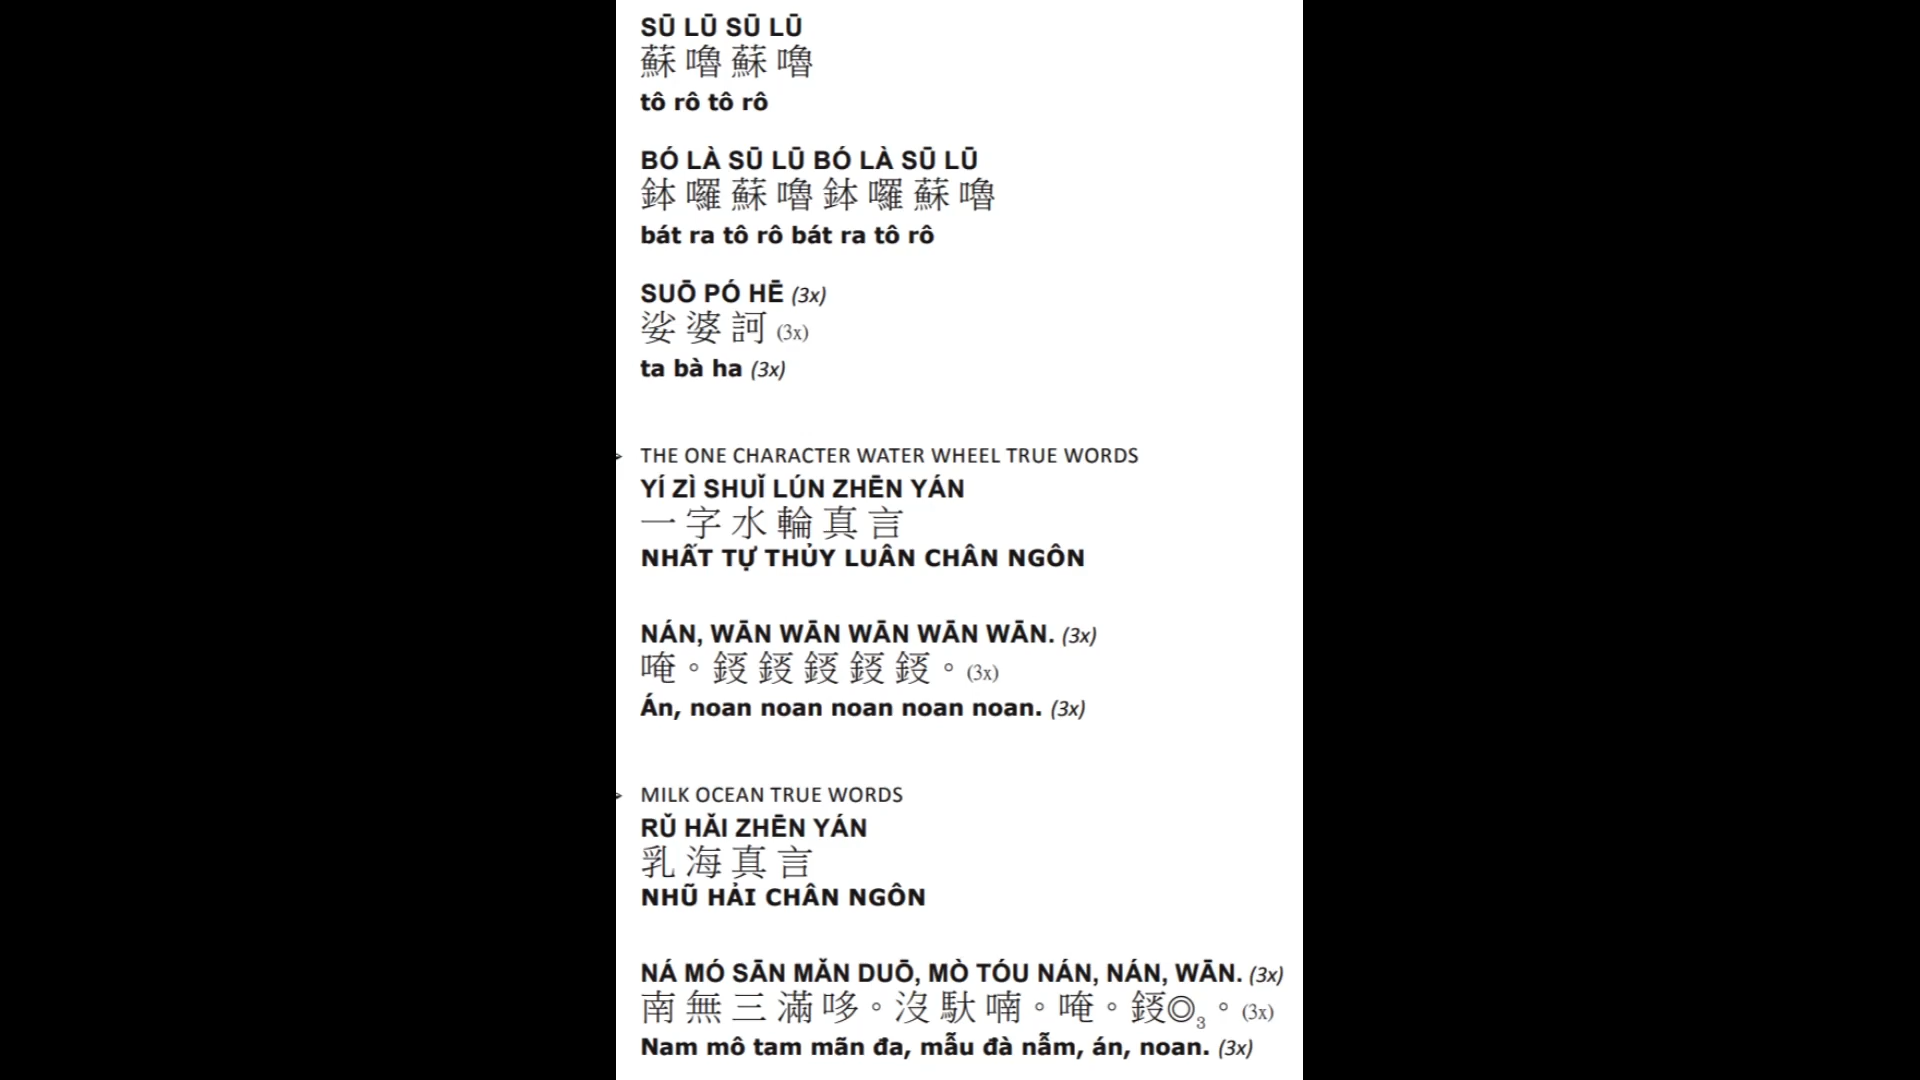 SŪ LŪ SŪ LŪ
蘇 嚕 蘇 嚕
tô rô tô rô
BÓ LÀ SŪ LŪ BÓ LÀ SŪ LŪ
鉢 囉 蘇 嚕 鉢 囉 蘇 嚕
bát ra tô rô bát ra tô rô
SUŌ PÓ HĒ (3x)
娑 婆 訶 (3x)
ta bà ha (3x)
THE ONE CHARACTER WATER WHEEL TRUE WORDS
YÍ ZÌ SHUǏ LÚN ZHĒN YÁN
一 字 水 輪 真 言
NHẤT TỰ THỦY LUÂN CHÂN NGÔN
NÁN, WĀN WĀN WĀN WĀN WĀN. (3x)
唵。鋄 鋄 鋄 鋄 鋄。(3x)
Án, noan noan noan noan noan. (3x)
MILK OCEAN TRUE WORDS
RǓ HǍI ZHĒN YÁN
乳 海 真 言
NHŨ HẢI CHÂN NGÔN
NÁ MÓ SĀN MǍN DUŌ, MÒ TÓU NÁN, NÁN, WĀN. (3x)
南 無 三 滿 哆。沒 馱 喃。唵。鋄◎3。(3x)
Nam mô tam mãn đa, mẫu đà nẫm, án, noan. (3x)